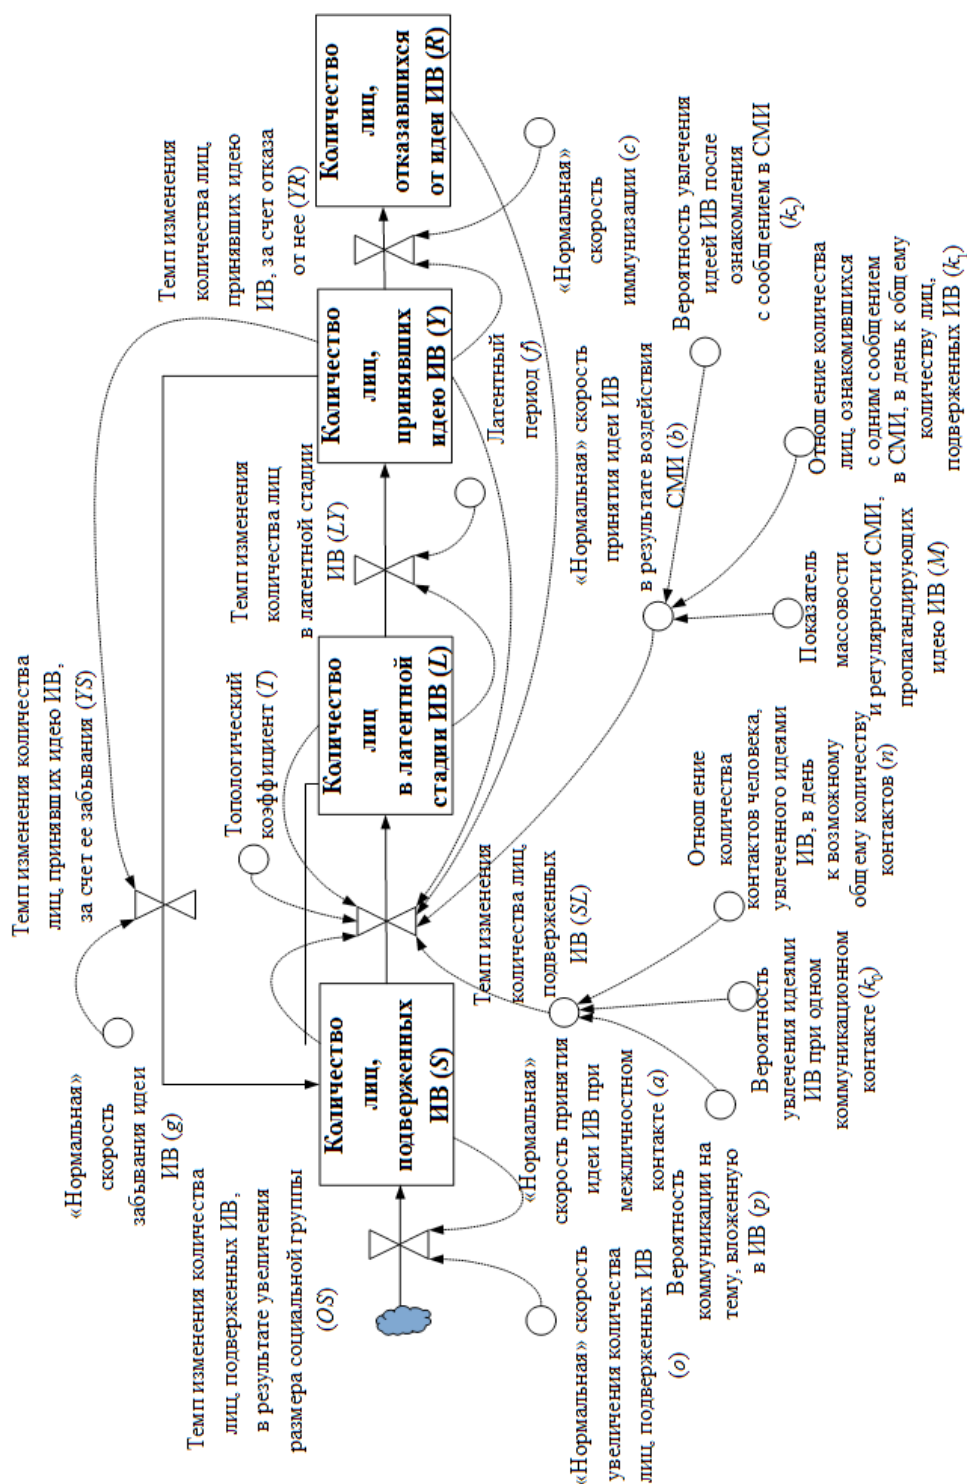 Темп изменения количества
лиц, подверженных ИВ,
в результате увеличения
размера социальной группы
(OS)
«Нормальная»
скорость
забывания идеи
ИВ (g)
Темп изменения количества
лиц, принявших идею ИВ,
за счет ее забывания (YS)
Топологический
коэффициент (T)
Темп изменения
количества лиц
в латентной стадии
ИВ (LY)
Темп изменения
количества лиц,
принявших идею
ИВ, за счет отказа
от нее (YR)
Количество
лиц,
подверженных
ИВ (S)
Количество
лиц
в латентной
стадии ИВ (L)
Количество
лиц,
принявших
идею ИВ (Y)
Количество
лиц,
отказавшихся
от идеи ИВ (R)
«Нормальная» скорость
увеличения количества
лиц, подверженных ИВ
(o)
«Нормальная»
скорость принятия
идеи ИВ при
межличностном
контакте (a)
Темп изменения
количества лиц,
подверженных
ИВ (SL)
Латентный
период (f)
«Нормальная»
скорость
иммунизации (c)
«Нормальная» скорость
принятия идеи ИВ
в результате воздействия
СМИ (b)
Вероятность
коммуникации на
тему, вложенную
в ИВ (p)
Вероятность
увлечения идеями
ИВ при одном
коммуникационном
контакте (k₀)
Отношение
количества
контактов человека,
увлеченного идеями
ИВ, в день
к возможному
общему количеству
контактов (n)
Показатель
массовости
и регулярности СМИ,
пропагандирующих
идею ИВ (M)
Отношение количества
лиц, ознакомившихся
с одним сообщением
в СМИ, в день к общему
количеству лиц,
подверженных ИВ (k₁)
Вероятность увлечения
идеей ИВ после
ознакомления
с сообщением в СМИ
(k₂)